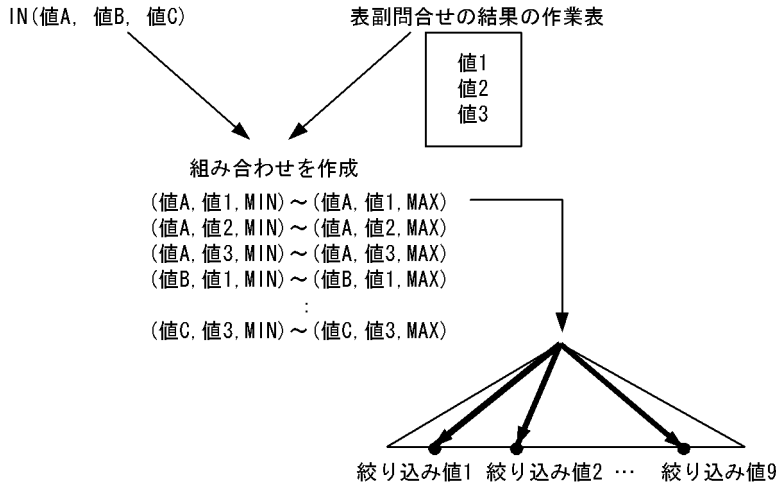 IN(値A, 値B, 値C)
表副問合せの結果の作業表
値1
値2
値3
組み合わせを作成
(値A,値1,MIN)～(値A,値1,MAX)
(値A,値2,MIN)～(値A,値2,MAX)
(値A,値3,MIN)～(値A,値3,MAX)
(値B,値1,MIN)～(値B,値1,MAX)
:
(値C,値3,MIN)～(値C,値3,MAX)
絞り込み値1 絞り込み値2 … 絞り込み値9